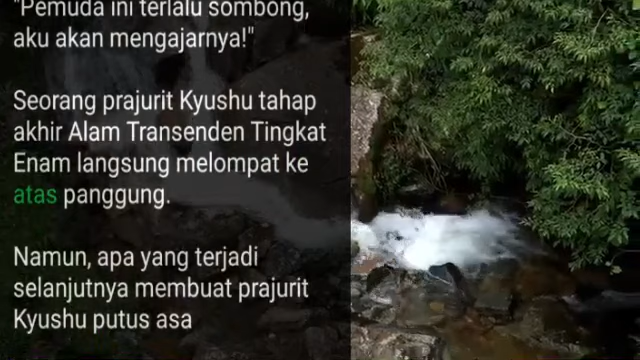 "Pemuda ini terlalu sombong,
aku akan mengajarnya!"
Seorang prajurit Kyushu tahap
akhir Alam Transenden Tingkat
Enam langsung melompat ke
atas panggung.
Namun, apa yang terjadi
selanjutnya membuat prajurit
Kyushu putus asa